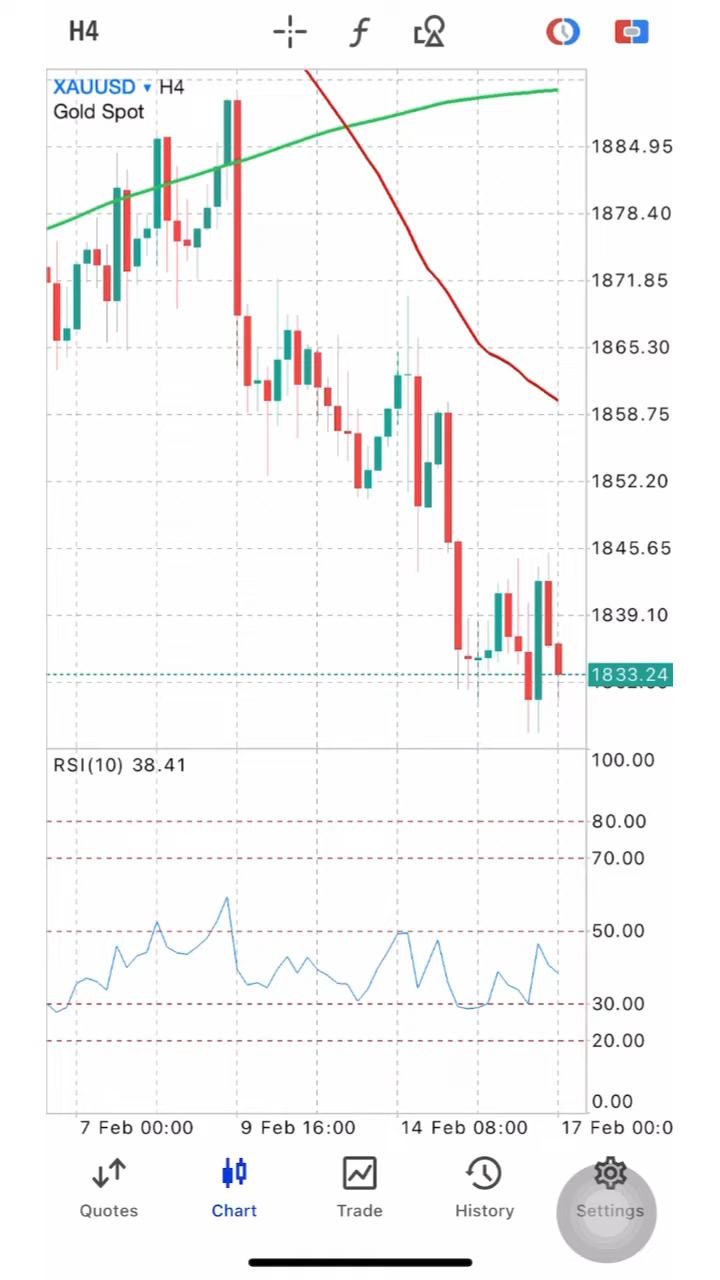 H4
XAUUSD ▾ H4
Gold Spot
1884.95
1878.40
1871.85
1865.30
1858.75
1852.20
1845.65
1839.10
1833.24
RSI(10) 38.41
100.00
80.00
70.00
50.00
30.00
20.00
0.00
7 Feb 00:00 9 Feb 16:00 14 Feb 08:00 17 Feb 00:0
Quotes Chart Trade History Settings